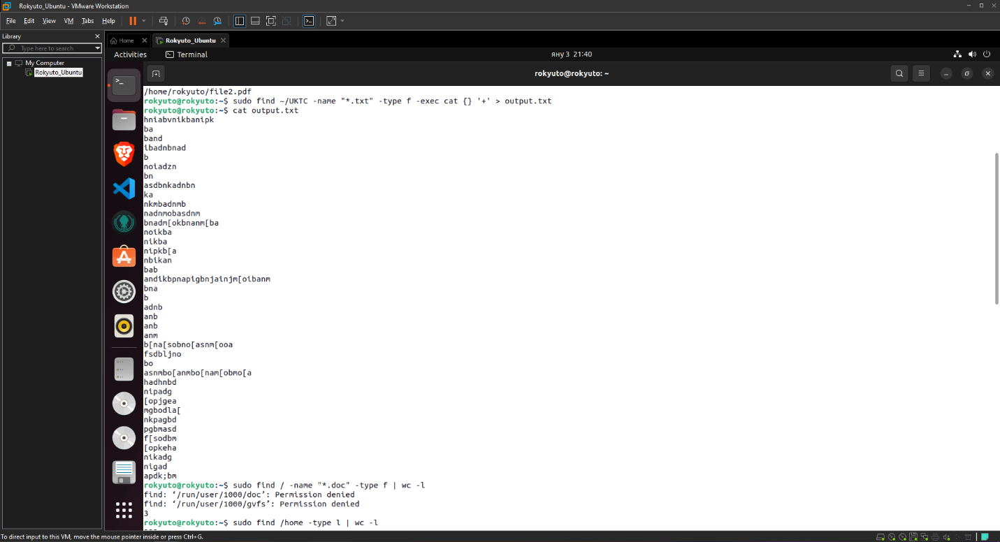 Rokyuto_Ubuntu - VMware Workstation
File Edit View VM Tabs Help
Library
Type here to search
My Computer
Rokyuto_Ubuntu
Home
Rokyuto_Ubuntu
Activities
Terminal
яну 3 21:40
rokyuto@rokyuto: ~
/home/rokyuto/file2.pdf
rokyuto@rokyuto:~$ sudo find ~/UKTC -name "*.txt" -type f -exec cat {} '+' > output.txt
rokyuto@rokyuto:~$ cat output.txt
hniabvnikbanipk
ba
band
ibadnbnad
b
noiadzn
bn
asdbnkadnbn
ka
nkmbadnmb
nadnmobasdnm
bnadm[okbnanm[ba
noikba
nikba
nipkb[a
nbikan
bab
andikbpnapigbnjainjm[oibanm
bna
b
adnb
anb
anb
anm
b[na[sobno[asnm[ooa
fsdbljno
bo
asnmbo[anmbo[nam[obmo[a
hadhnbd
nipadg
[opjgea
mgbodla[
nkpagbd
pgbmasd
f[sodbm
[opkeha
nikadg
nigad
apdk;bm
rokyuto@rokyuto:~$ sudo find / -name "*.doc" -type f | wc -l
find: ‘/run/user/1000/doc’: Permission denied
find: ‘/run/user/1000/gvfs’: Permission denied
3
rokyuto@rokyuto:~$ sudo find /home -type l | wc -l
To direct input to this VM, move the mouse pointer inside or press Ctrl+G.